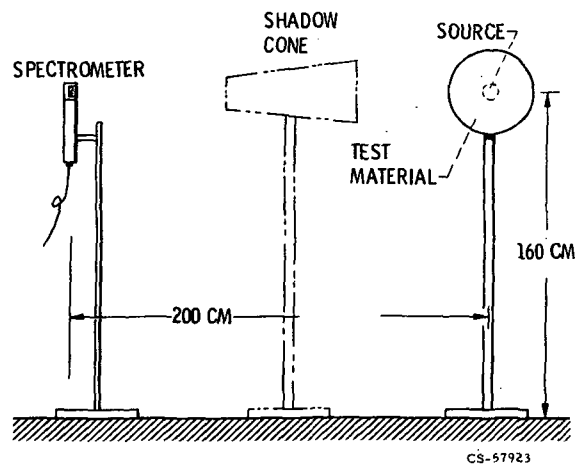 SHADOW
CONE
SOURCE
SPECTROMETER
TEST
MATERIAL
160 CM
200 CM
CS-57923